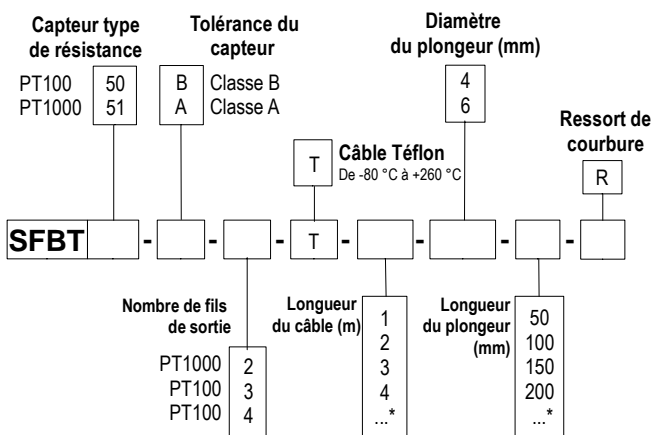 Capteur type
de résistance
PT100 50
PT1000 51
Tolérance du
capteur
B Classe B
A Classe A
Diamètre
du plongeur (mm)
4
6
T Câble Téflon
De -80 °C à +260 °C
Ressort de
courbure
R
SFBT - - - T - - - -
Nombre de fils
de sortie
PT1000 2
PT100 3
PT100 4
Longueur
du câble (m)
1
2
3
4
...*
Longueur
du plongeur
(mm)
50
100
150
200
...*